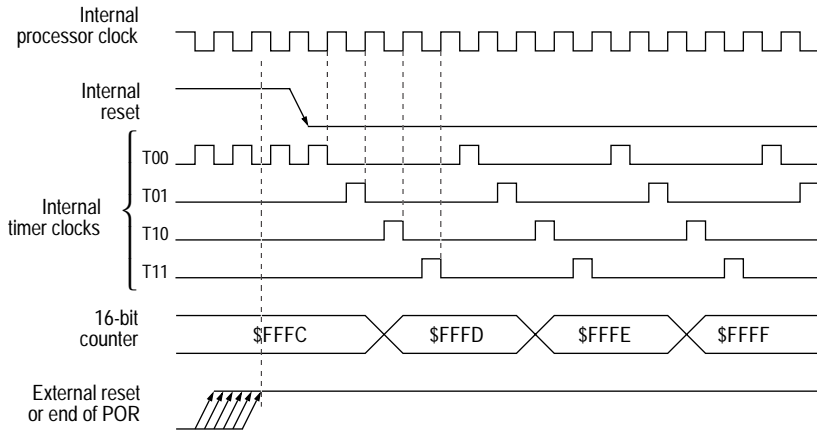 Internal
processor clock
Internal
reset
T00
T01
Internal
timer clocks
T10
T11
16-bit
counter
$FFFC
$FFFD
$FFFE
$FFFF
External reset
or end of POR